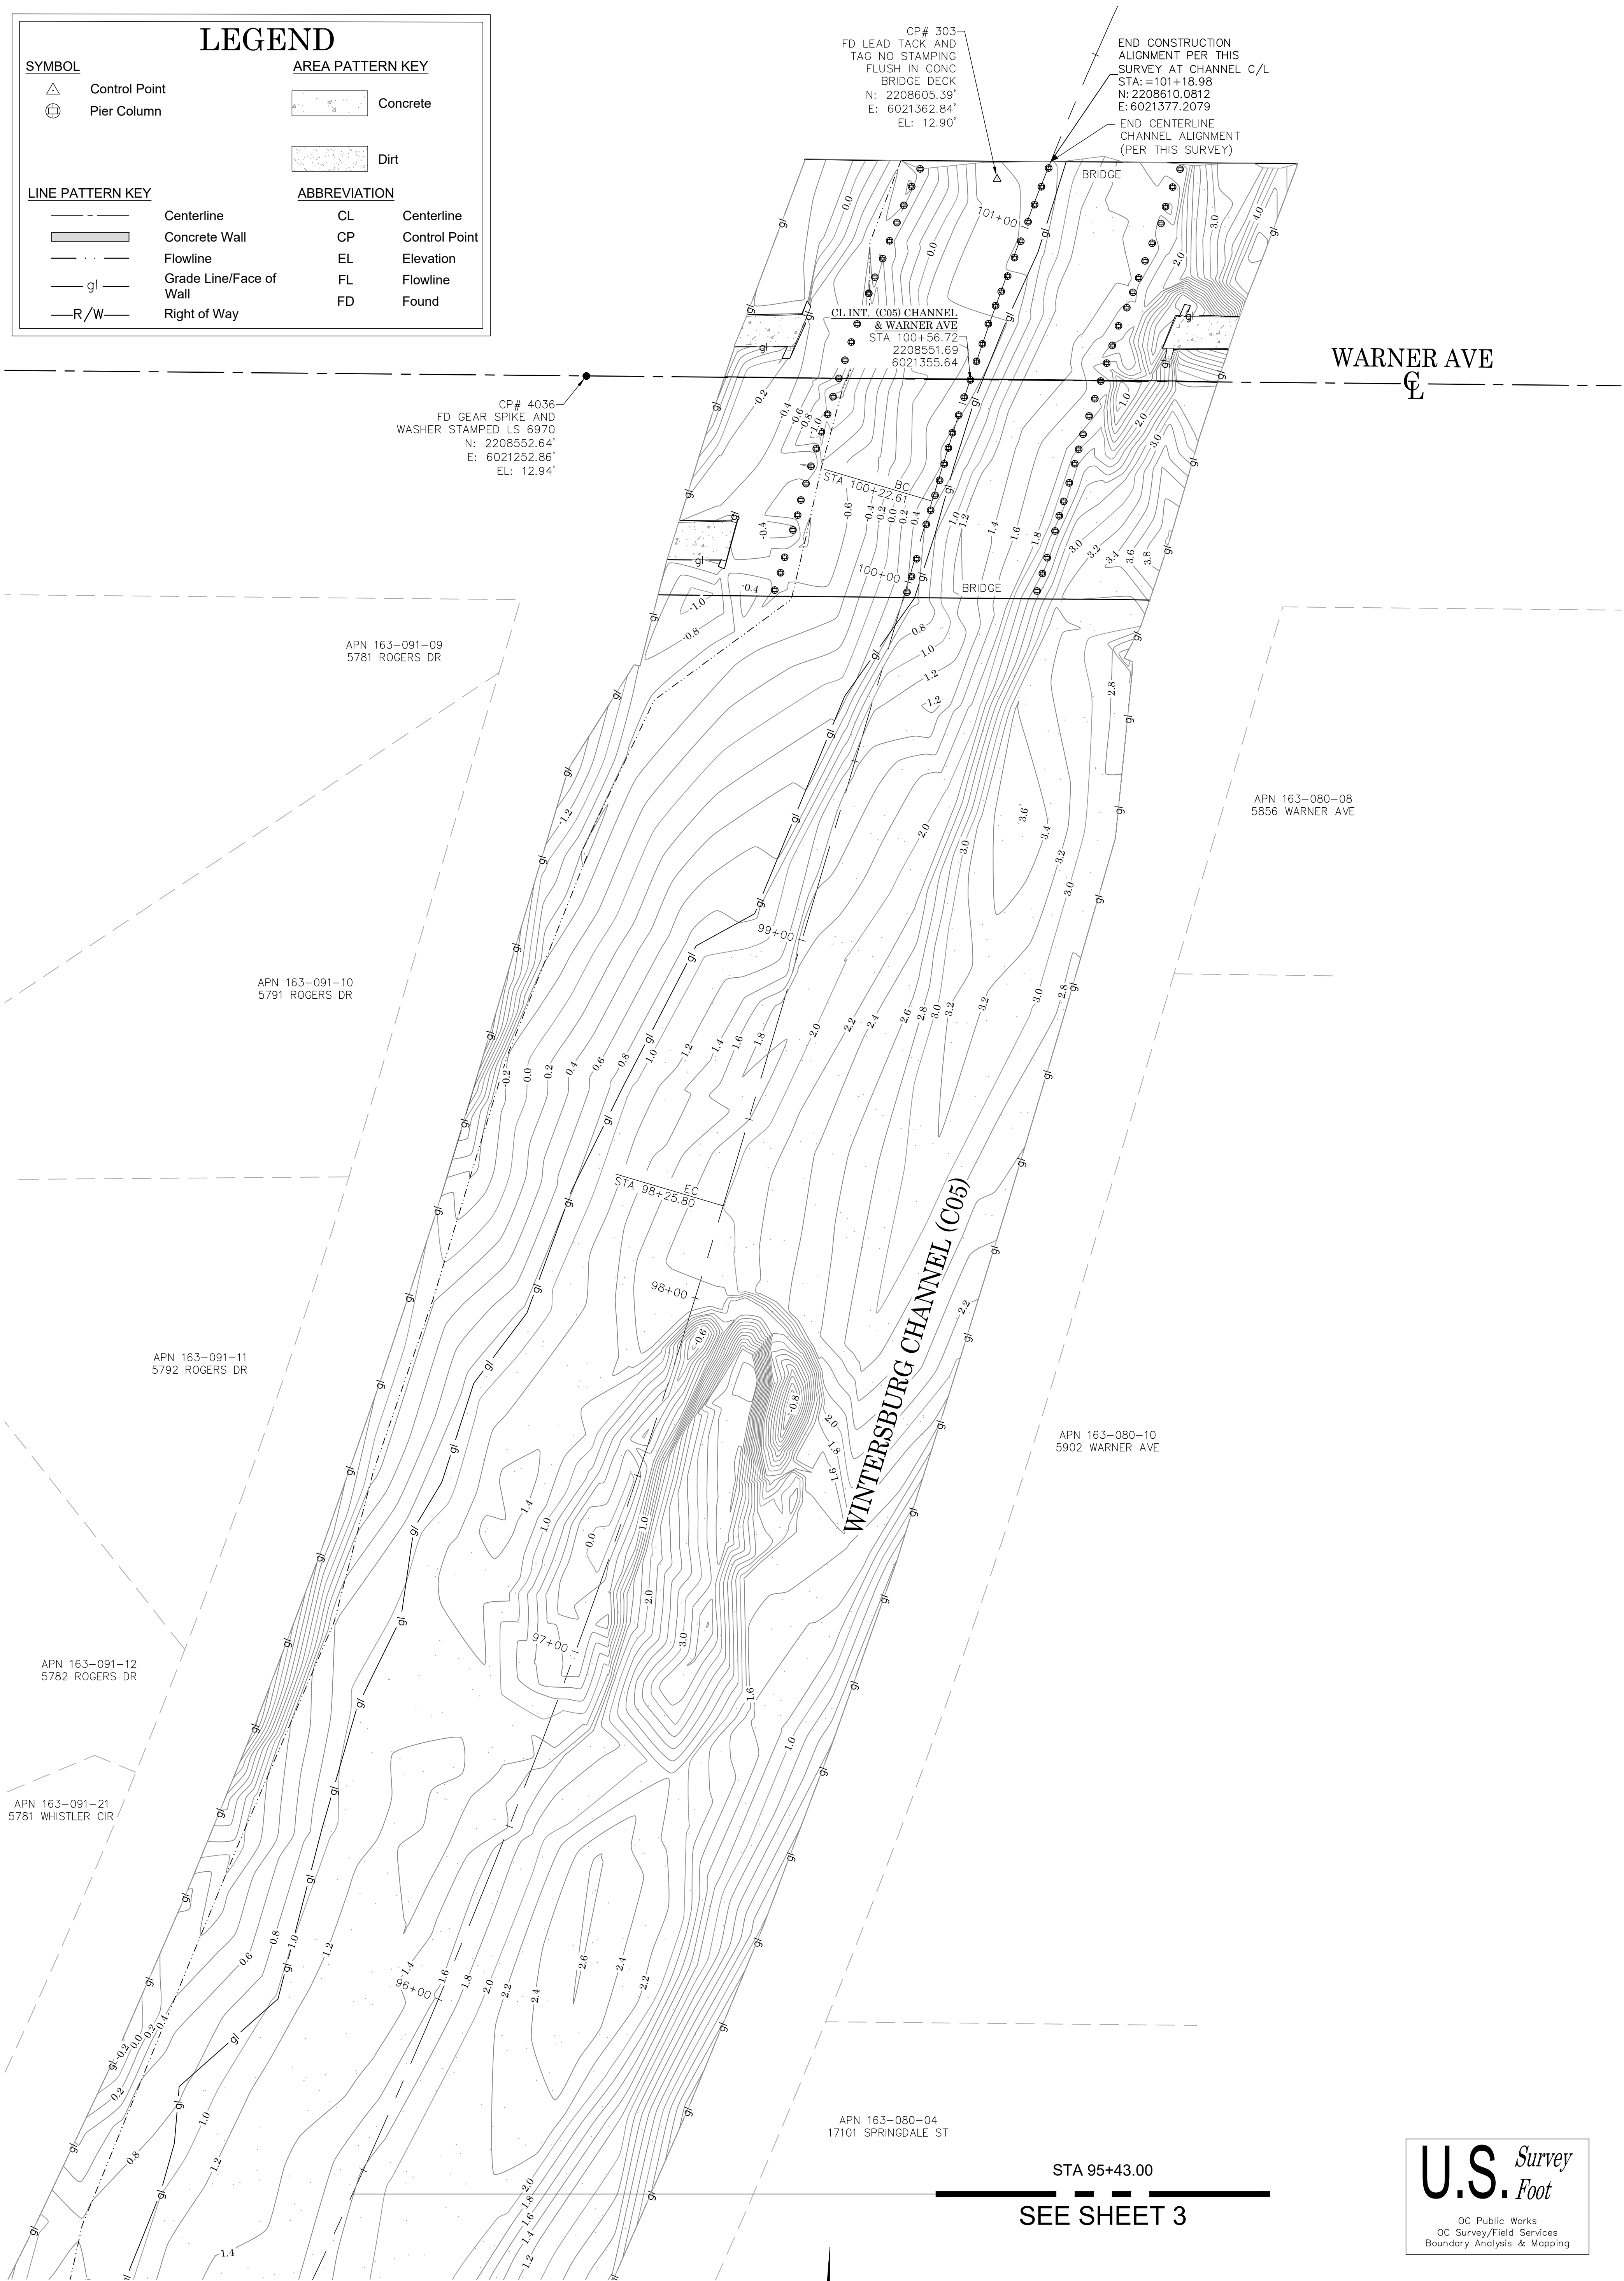 LEGEND
SYMBOL
Control Point
Pier Column
AREA PATTERN KEY
Concrete
Dirt
LINE PATTERN KEY
Centerline
Concrete Wall
Flowline
gl
Grade Line/Face of
Wall
R/W
Right of Way
ABBREVIATION
CL Centerline
CP Control Point
EL Elevation
FL Flowline
FD Found
CP# 303
FD LEAD TACK AND
TAG NO STAMPING
FLUSH IN CONC
BRIDGE DECK
N: 2208605.39'
E: 6021362.84'
EL: 12.90'
END CONSTRUCTION
ALIGNMENT PER THIS
SURVEY AT CHANNEL C/L
STA:=101+18.98
N:2208610.0812
E:6021377.2079
END CENTERLINE
CHANNEL ALIGNMENT
(PER THIS SURVEY)
BRIDGE
101+00
CL INT. (C05) CHANNEL
& WARNER AVE
STA 100+56.72
2208551.69
6021355.64
WARNER AVE
CP# 4036
FD GEAR SPIKE AND
WASHER STAMPED LS 6970
N: 2208552.64'
E: 6021252.86'
EL: 12.94'
BC
STA 100+22.61
100+00
BRIDGE
APN 163-091-09
5781 ROGERS DR
APN 163-080-08
5856 WARNER AVE
99+00
APN 163-091-10
5791 ROGERS DR
EC
STA 98+25.80
98+00
WINTERSBURG CHANNEL (C05)
APN 163-091-11
5792 ROGERS DR
APN 163-080-10
5902 WARNER AVE
97+00
APN 163-091-12
5782 ROGERS DR
APN 163-091-21
5781 WHISTLER CIR
96+00
APN 163-080-04
17101 SPRINGDALE ST
STA 95+43.00
SEE SHEET 3
U.S. Survey
Foot
OC Public Works
OC Survey/Field Services
Boundary Analysis & Mapping